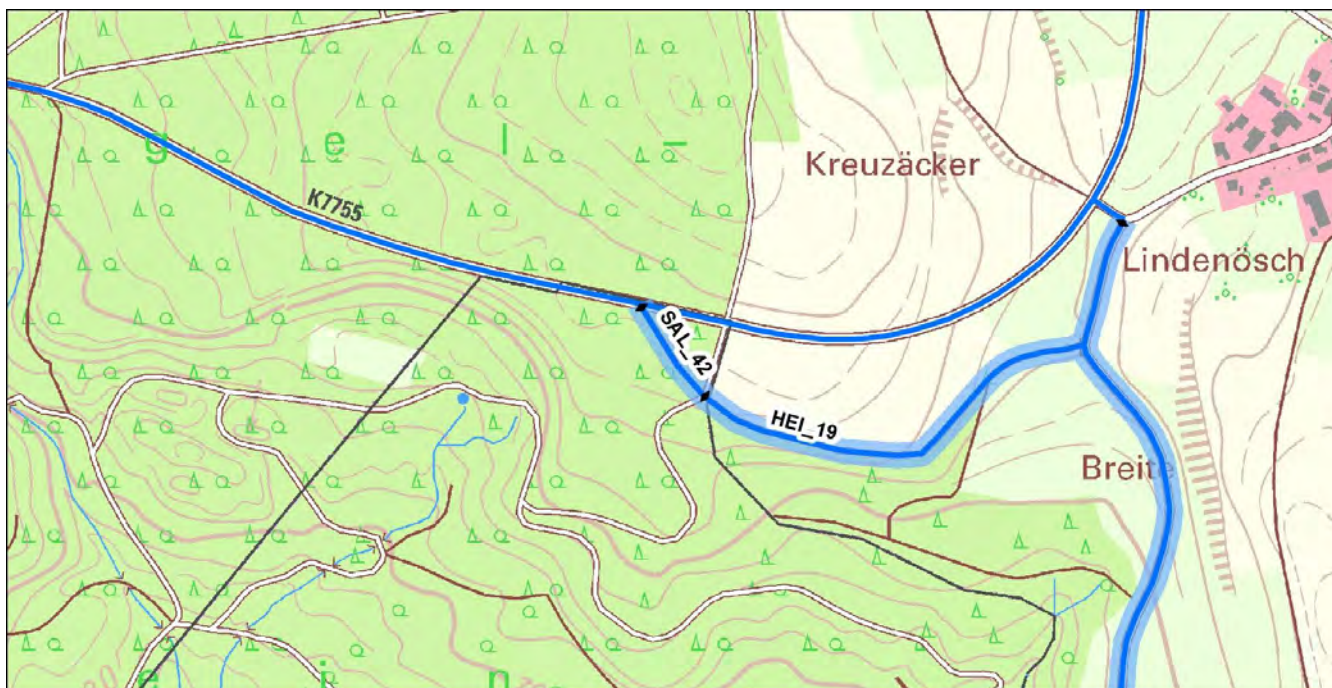 g e l –
Kreuzäcker
K7755
Lindenösch
SAL_42
HEI_19
Breite
e i n